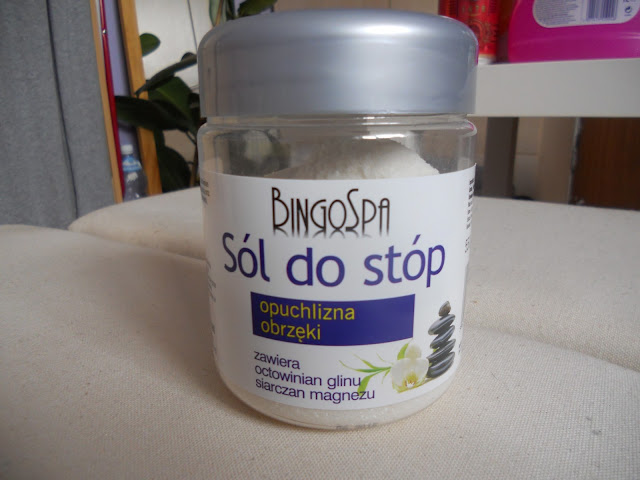 BINGOSPA
Sól do stóp
opuchlizna
obrzęki
zawiera
octowinian glinu
siarczan magnezu